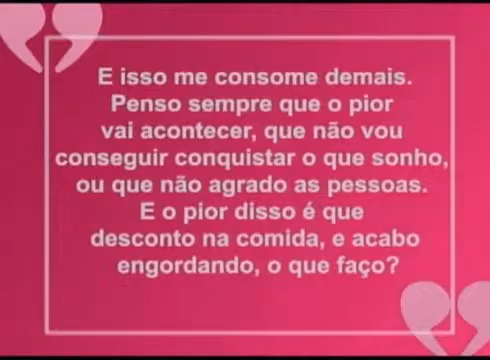 E isso me consome demais.
Penso sempre que o pior
vai acontecer, que não vou
conseguir conquistar o que sonho,
ou que não agrado as pessoas.
E o pior disso é que
desconto na comida, e acabo
engordando, o que faço?